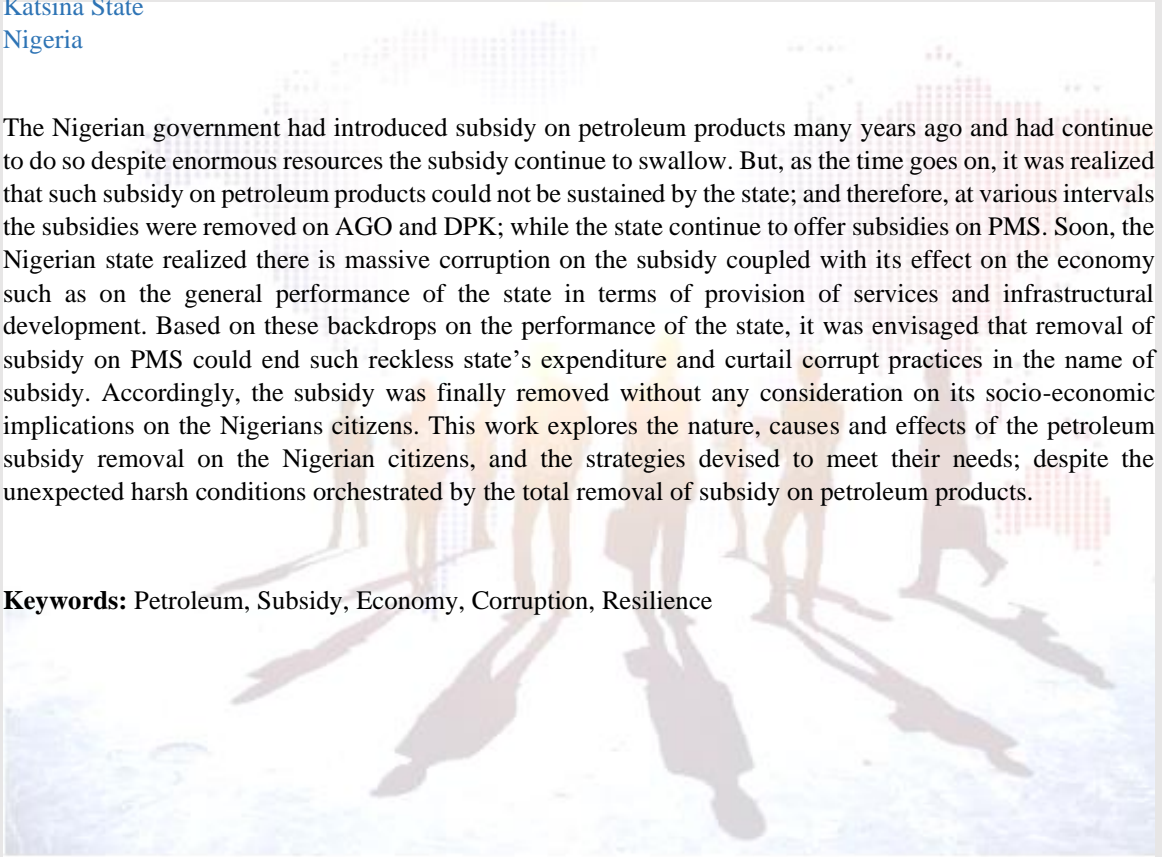 Katsina State
Nigeria
The Nigerian government had introduced subsidy on petroleum products many years ago and had continue
to do so despite enormous resources the subsidy continue to swallow. But, as the time goes on, it was realized
that such subsidy on petroleum products could not be sustained by the state; and therefore, at various intervals
the subsidies were removed on AGO and DPK; while the state continue to offer subsidies on PMS. Soon, the
Nigerian state realized there is massive corruption on the subsidy coupled with its effect on the economy
such as on the general performance of the state in terms of provision of services and infrastructural
development. Based on these backdrops on the performance of the state, it was envisaged that removal of
subsidy on PMS could end such reckless state’s expenditure and curtail corrupt practices in the name of
subsidy. Accordingly, the subsidy was finally removed without any consideration on its socio-economic
implications on the Nigerians citizens. This work explores the nature, causes and effects of the petroleum
subsidy removal on the Nigerian citizens, and the strategies devised to meet their needs; despite the
unexpected harsh conditions orchestrated by the total removal of subsidy on petroleum products.
Keywords: Petroleum, Subsidy, Economy, Corruption, Resilience